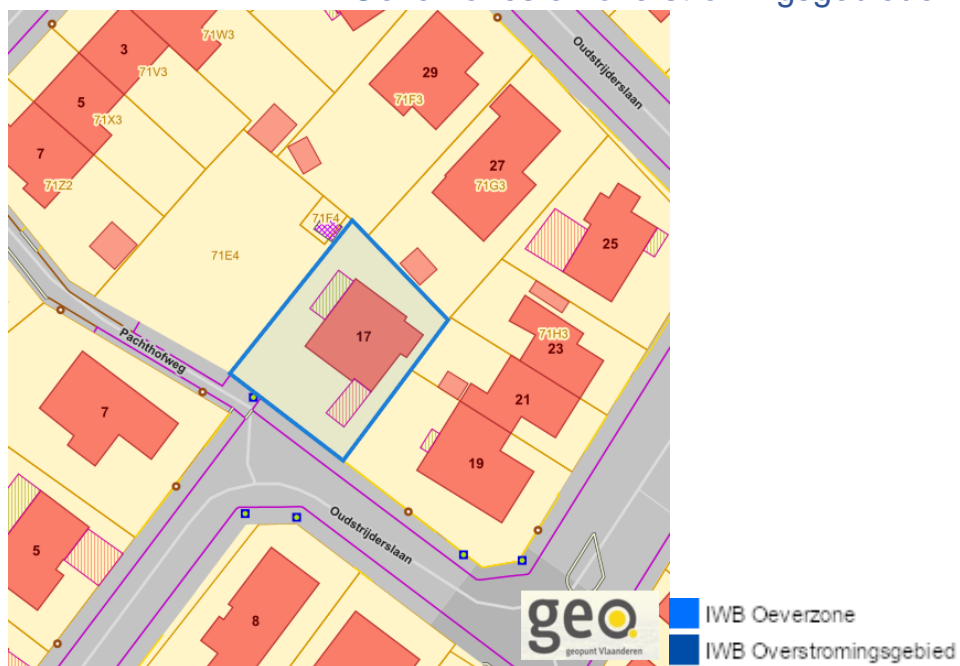 3
71W3
71V3
5
71X3
7
71Z2
29
71F3
Oudstrijderslaan
27
71G3
25
71F4
71E4
17
71H3
23
21
19
Pachthofweg
7
5
8
Oudstrijderslaan
geo.
geopunt Vlaanderen
IWB Oeverzone
IWB Overstromingsgebied